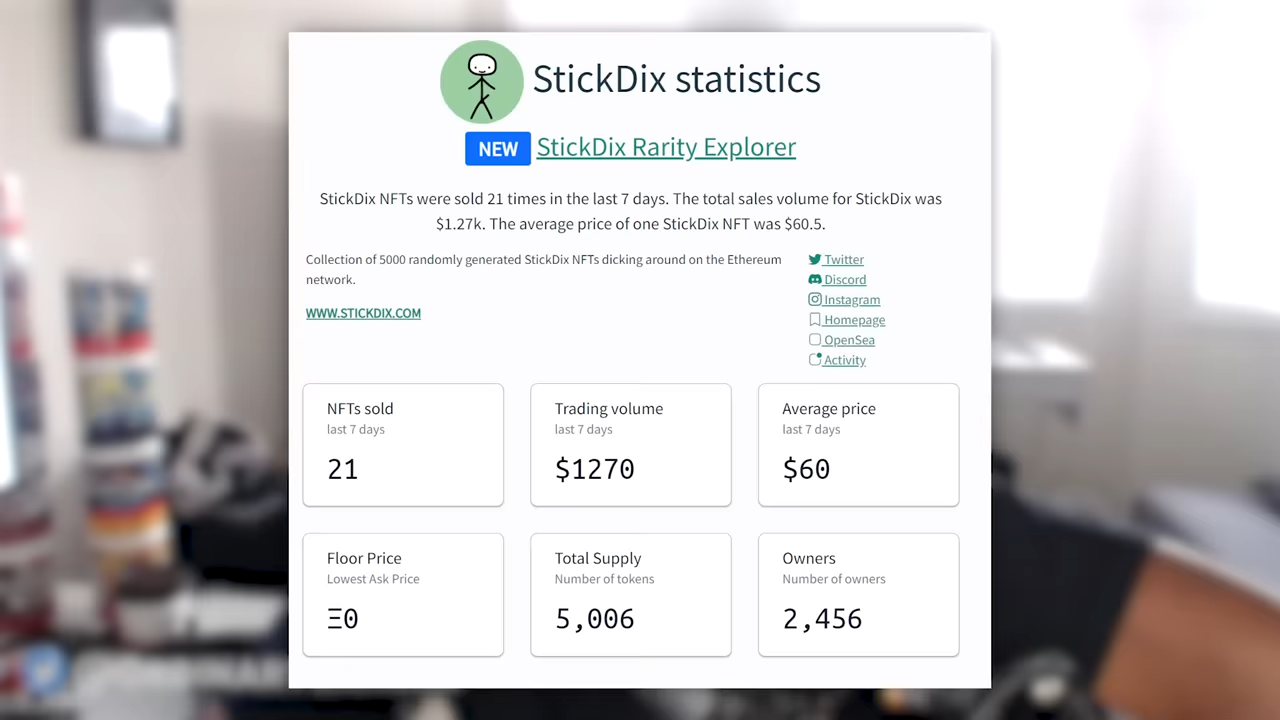 StickDix statistics
NEW StickDix Rarity Explorer
StickDix NFTs were sold 21 times in the last 7 days. The total sales volume for StickDix was
$1.27k. The average price of one StickDix NFT was $60.5.
Collection of 5000 randomly generated StickDix NFTs dicking around on the Ethereum
network.
WWW.STICKDIX.COM
Twitter
Discord
Instagram
Homepage
OpenSea
Activity
NFTs sold
last 7 days
21
Trading volume
last 7 days
$1270
Average price
last 7 days
$60
Floor Price
Lowest Ask Price
Ξ0
Total Supply
Number of tokens
5,006
Owners
Number of owners
2,456